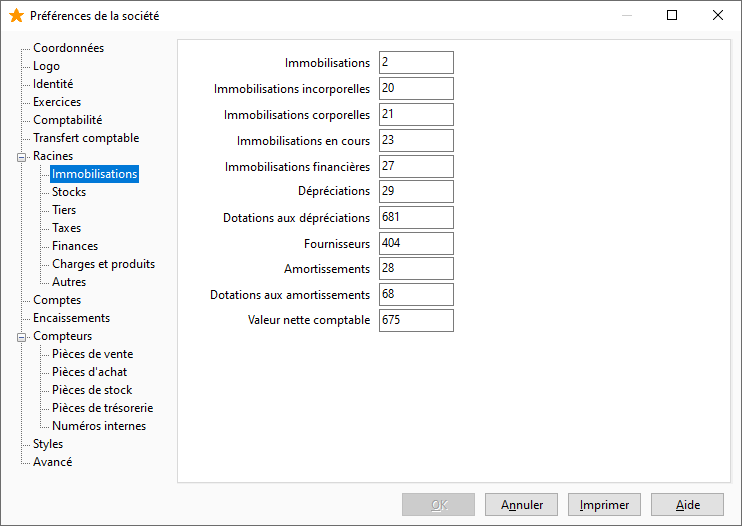 Préférences de la société
Coordonnées
Logo
Identité
Exercices
Comptabilité
Transfert comptable
Racines
Immobilisations
Stocks
Tiers
Taxes
Finances
Charges et produits
Autres
Comptes
Encaissements
Compteurs
Pièces de vente
Pièces d'achat
Pièces de stock
Pièces de trésorerie
Numéros internes
Styles
Avancé
Immobilisations 2
Immobilisations incorporelles 20
Immobilisations corporelles 21
Immobilisations en cours 23
Immobilisations financières 27
Dépréciations 29
Dotations aux dépréciations 681
Fournisseurs 404
Amortissements 28
Dotations aux amortissements 68
Valeur nette comptable 675
OK Annuler Imprimer Aide